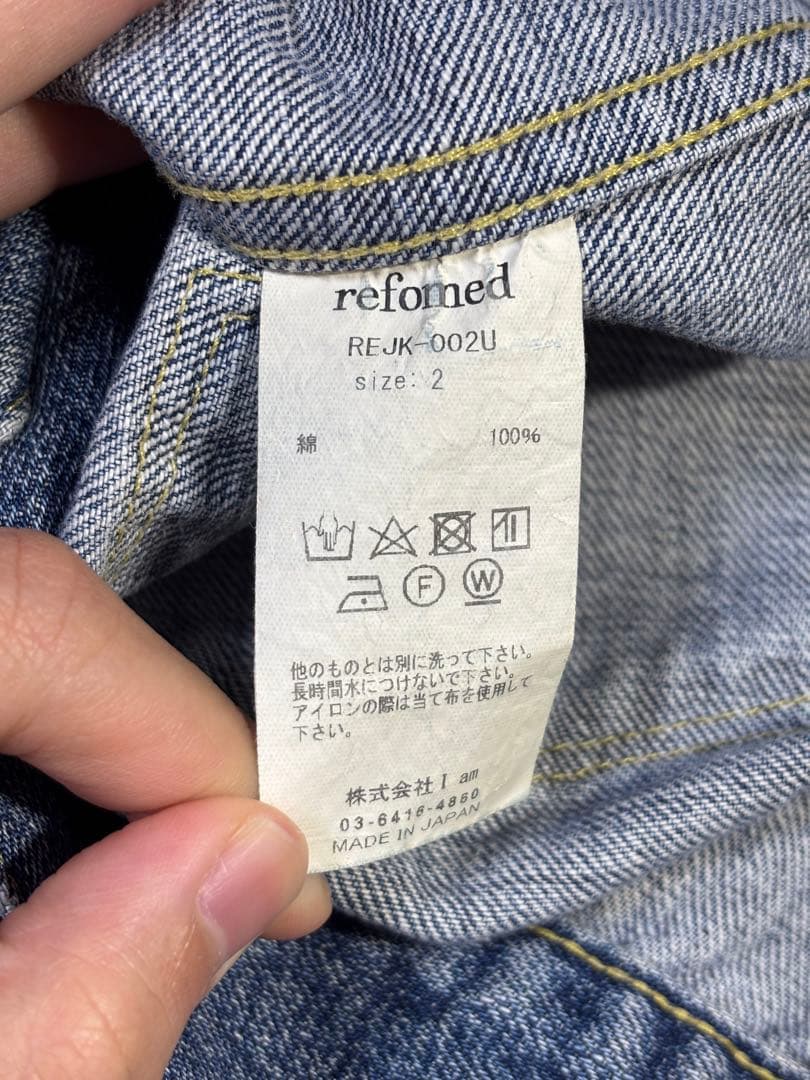 refomed
REJK-002U
size: 2
綿 100%
F W
他のものとは別に洗って下さい。
長時間水につけないで下さい。
アイロンの際は当て布を使用して
下さい。
株式会社I am
03-6416-4860
MADE IN JAPAN